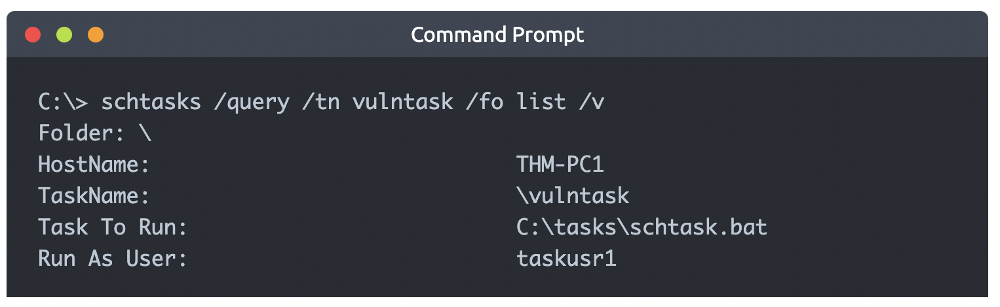 Command Prompt
C:\> schtasks /query /tn vulntask /fo list /v
Folder: \
HostName:                              THM-PC1
TaskName:                              \vulntask
Task To Run:                           C:\tasks\schtask.bat
Run As User:                           taskusr1